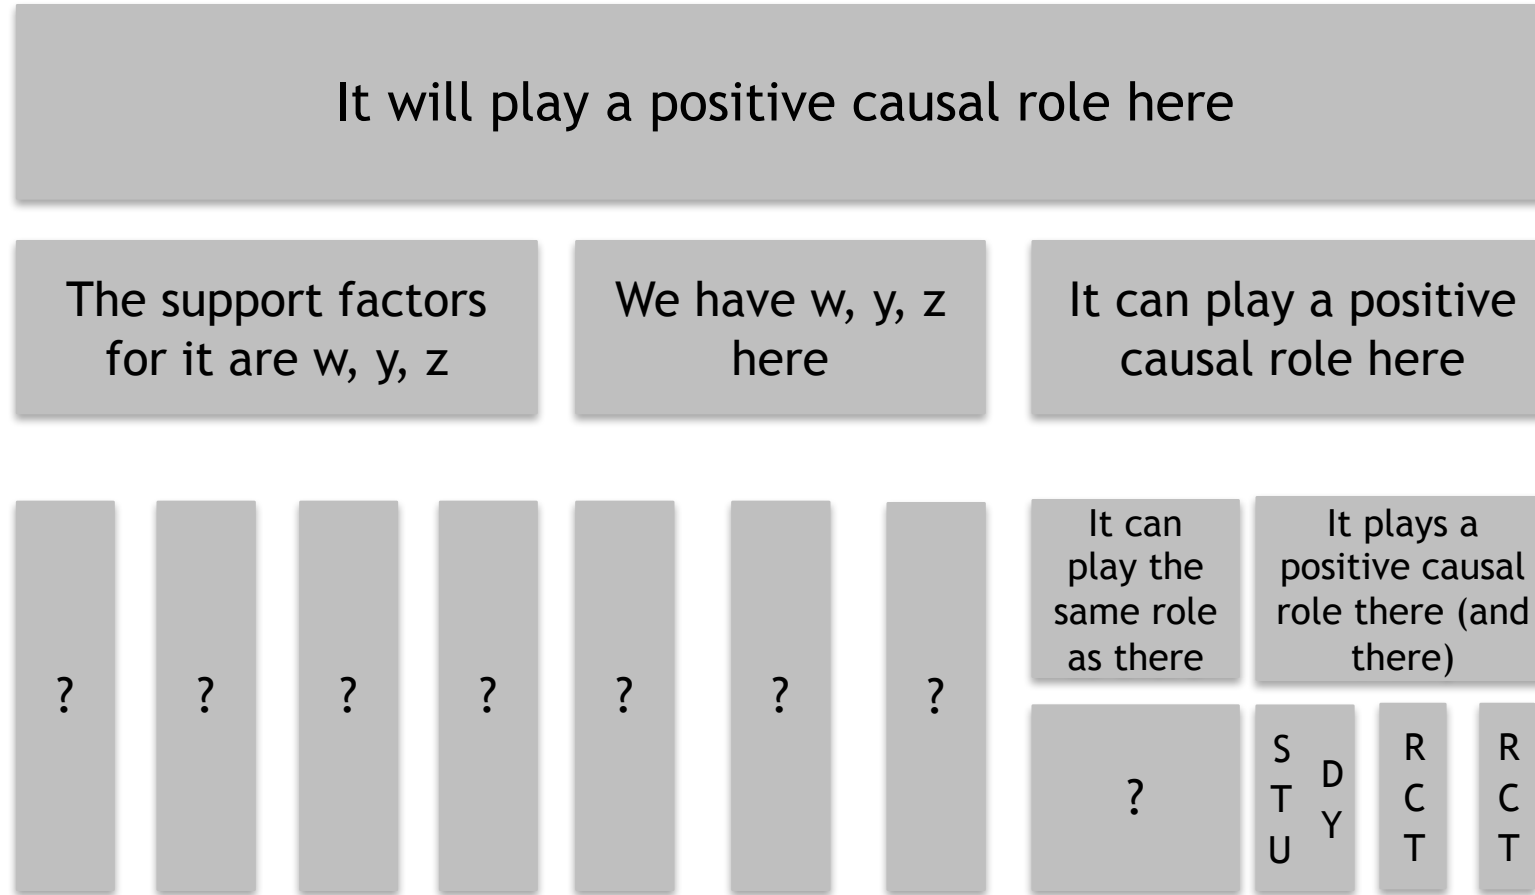 It will play a positive causal role here
The support factors
for it are w, y, z
We have w, y, z
here
It can play a positive
causal role here
?
?
?
?
?
?
?
It can
play the
same role
as there
It plays a
positive causal
role there (and
there)
?
S
T
U
D
Y
R
C
T
R
C
T